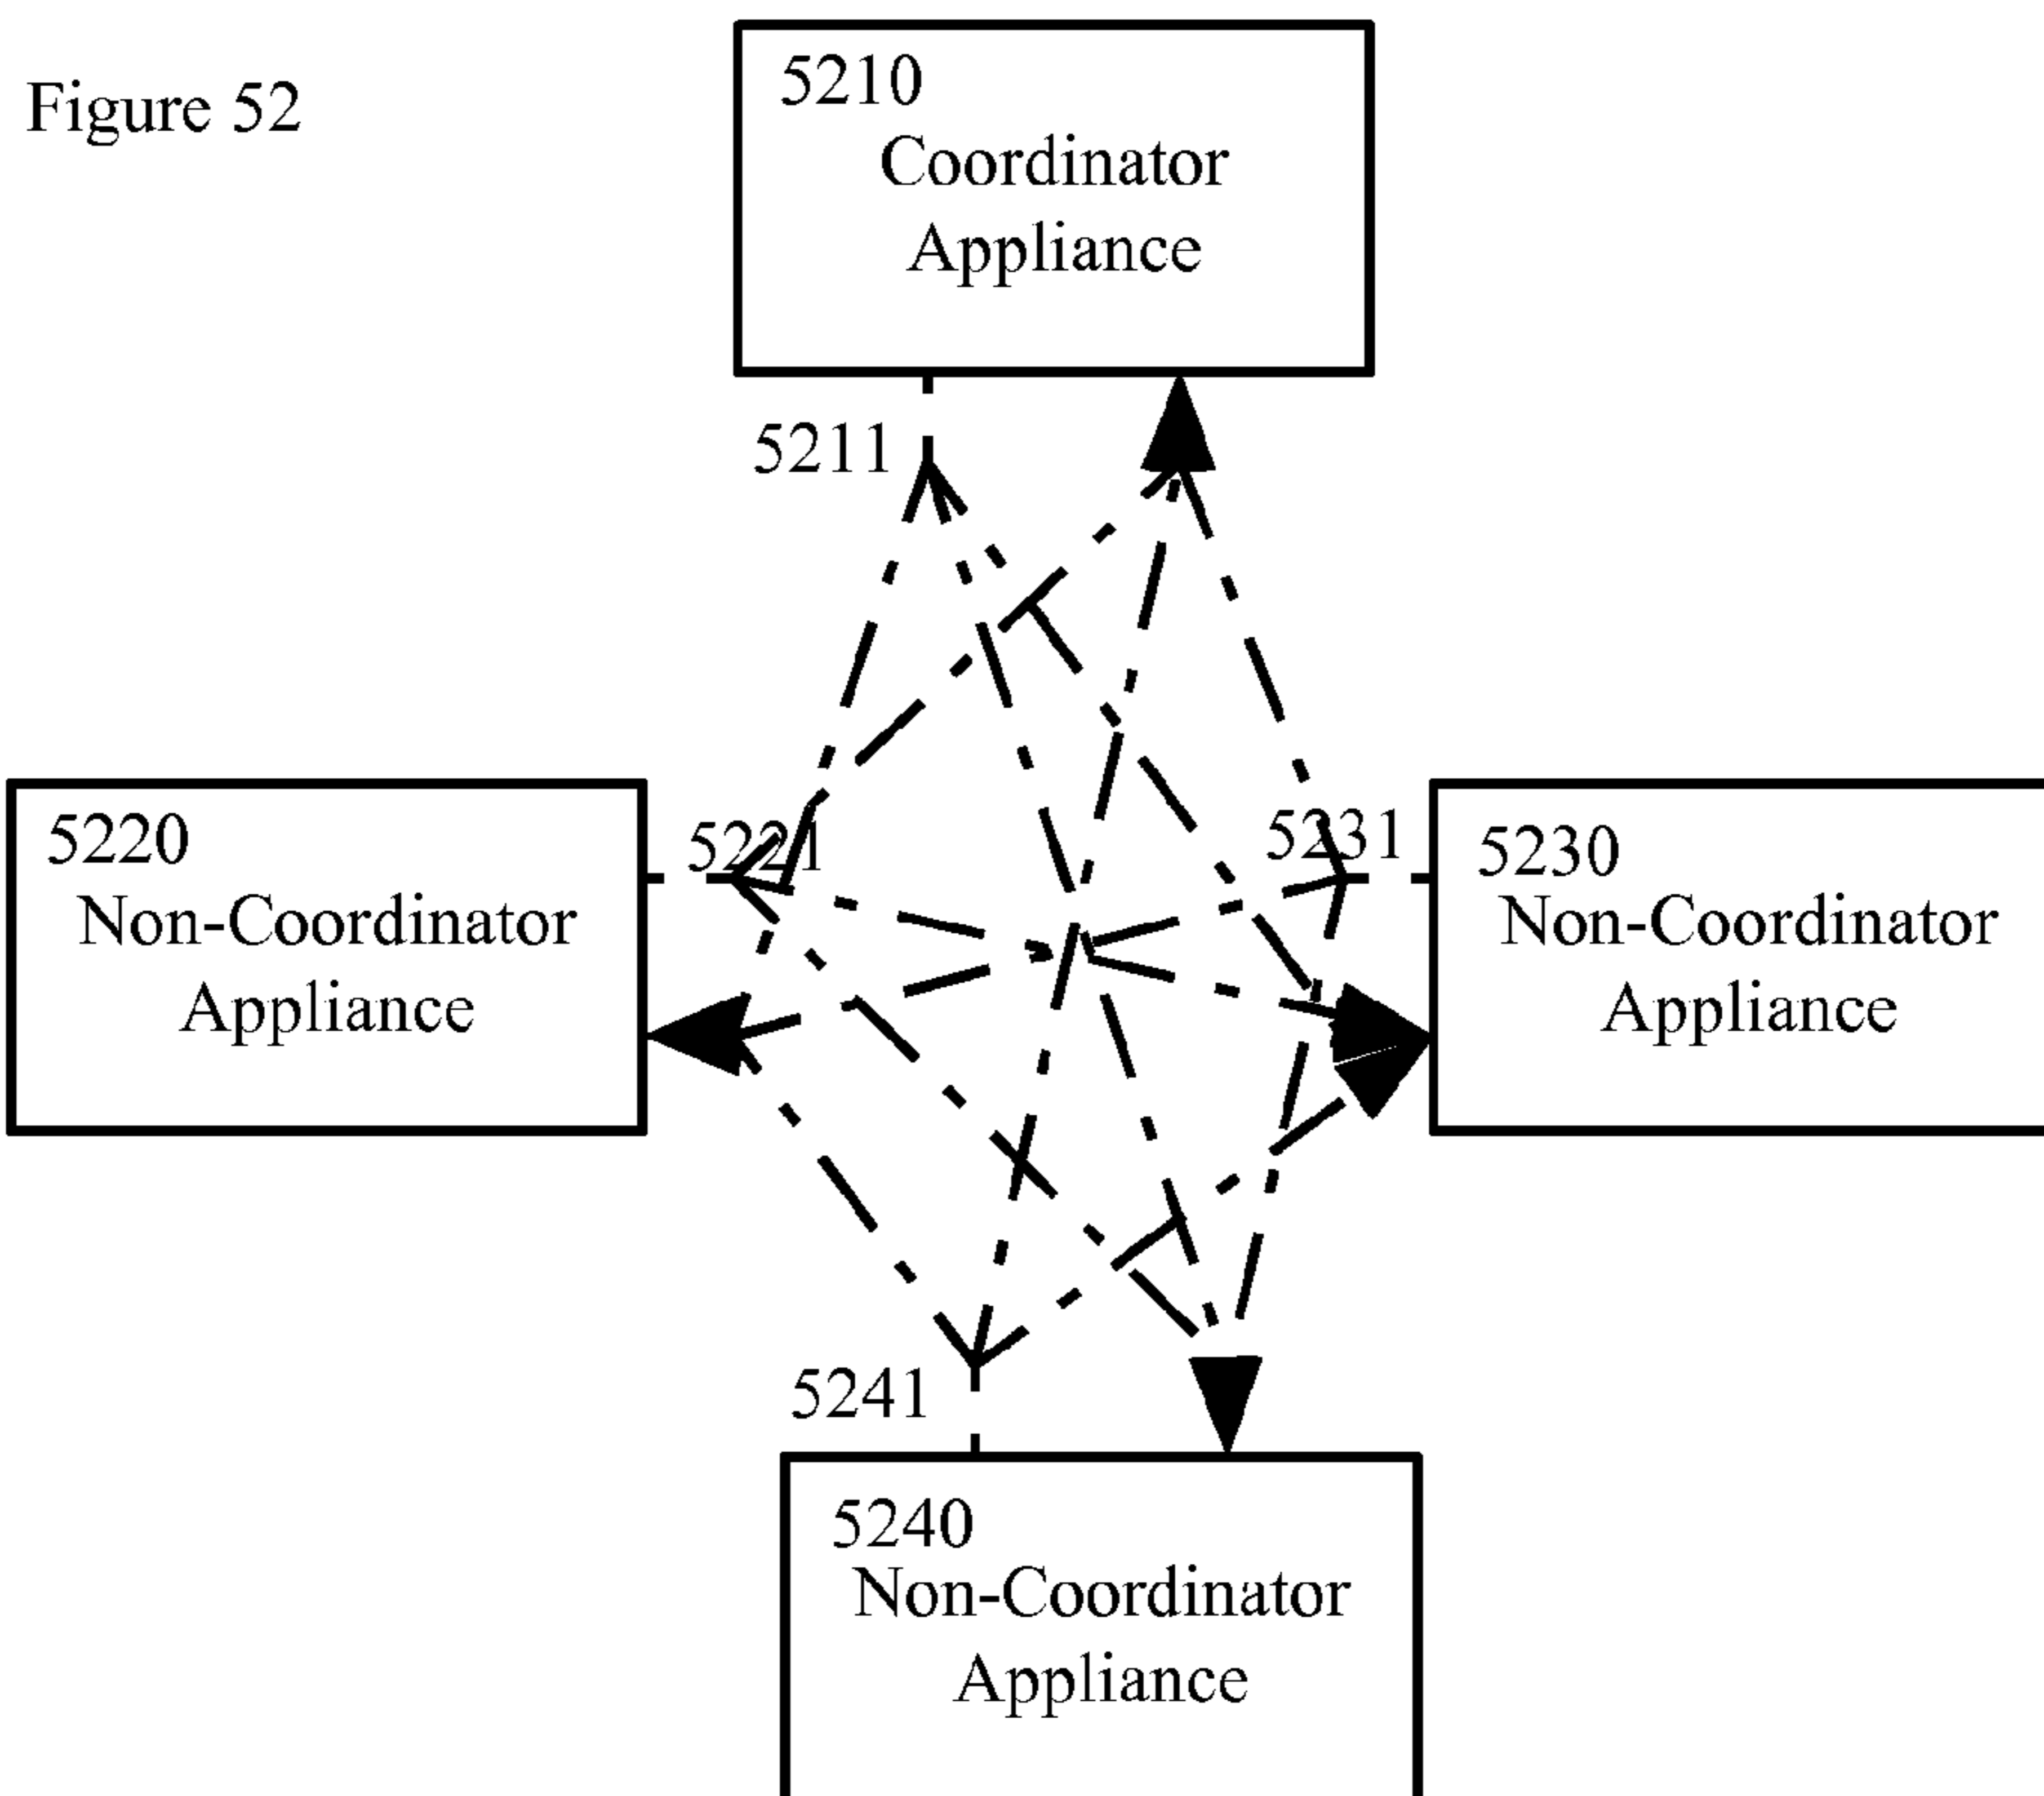 Figure 52
5210
Coordinator
Appliance
5211
5220
Non-Coordinator
Appliance
5221
5231
5230
Non-Coordinator
Appliance
5241
5240
Non-Coordinator
Appliance